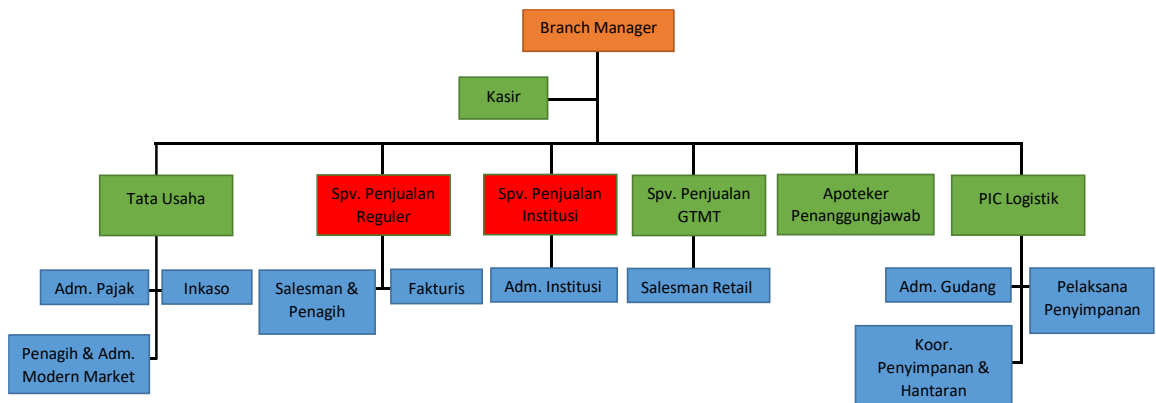 Branch Manager
Kasir
Tata Usaha
Spv. Penjualan
Reguler
Spv. Penjualan
Institusi
Spv. Penjualan
GTMT
Apoteker
Penanggungjawab
PIC Logistik
Adm. Pajak
Inkaso
Salesman &
Penagih
Fakturis
Adm. Institusi
Salesman Retail
Adm. Gudang
Pelaksana
Penyimpanan
Penagih & Adm.
Modern Market
Koor.
Penyimpanan &
Hantaran